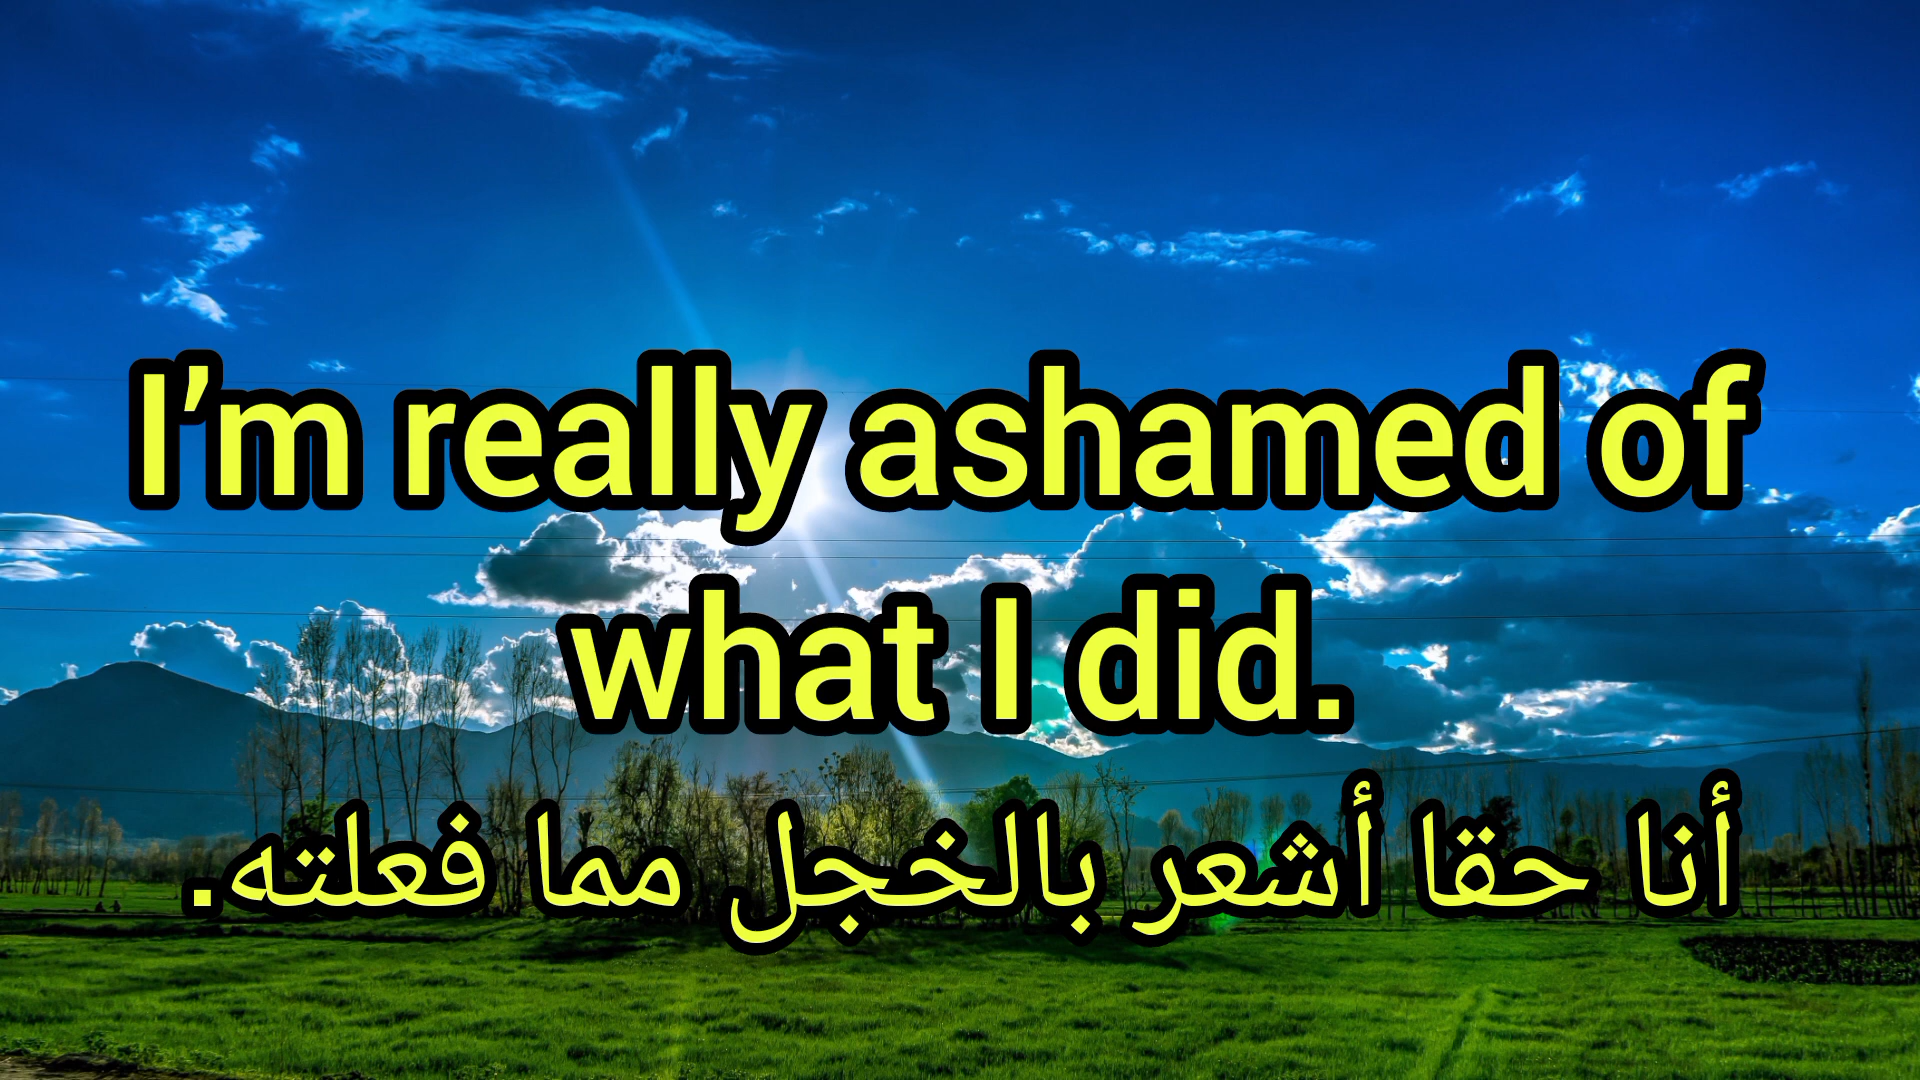 I’m really ashamed of
what I did.
أنا حقا أشعر بالخجل مما فعلته.